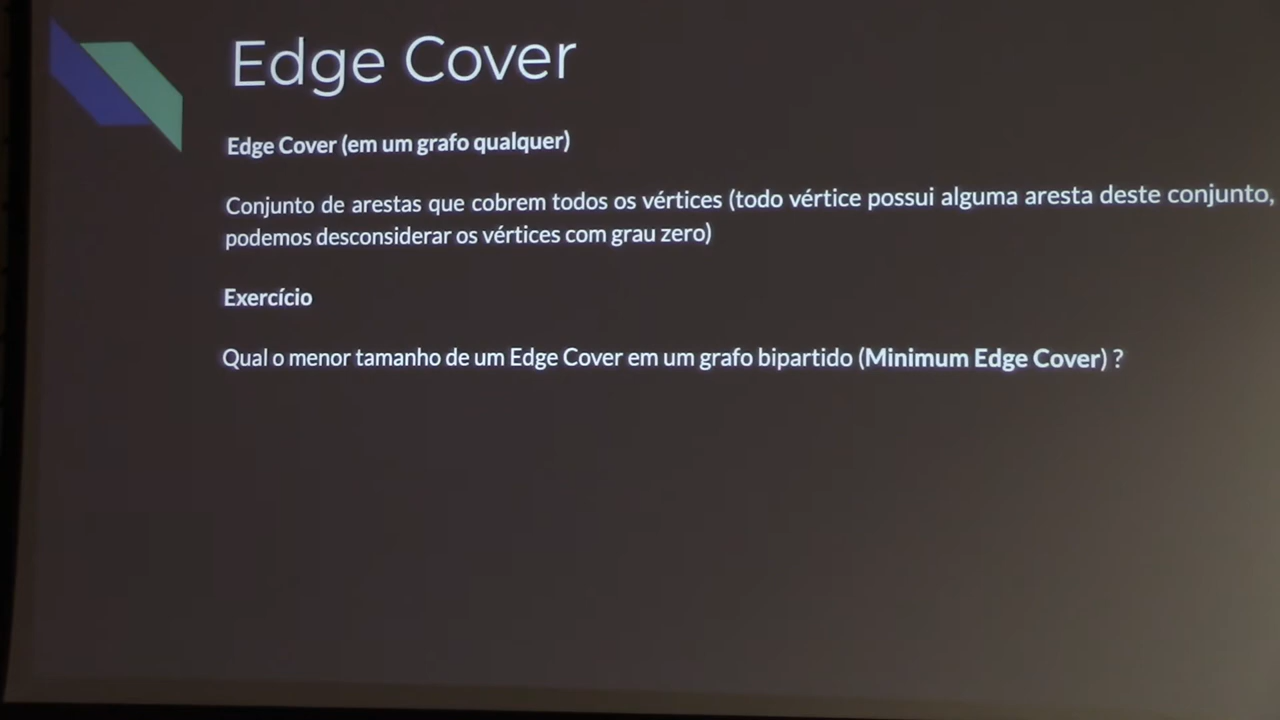 Edge Cover
Edge Cover (em um grafo qualquer)
Conjunto de arestas que cobrem todos os vértices (todo vértice possui alguma aresta deste conjunto,
podemos desconsiderar os vértices com grau zero)
Exercício
Qual o menor tamanho de um Edge Cover em um grafo bipartido (Minimum Edge Cover) ?